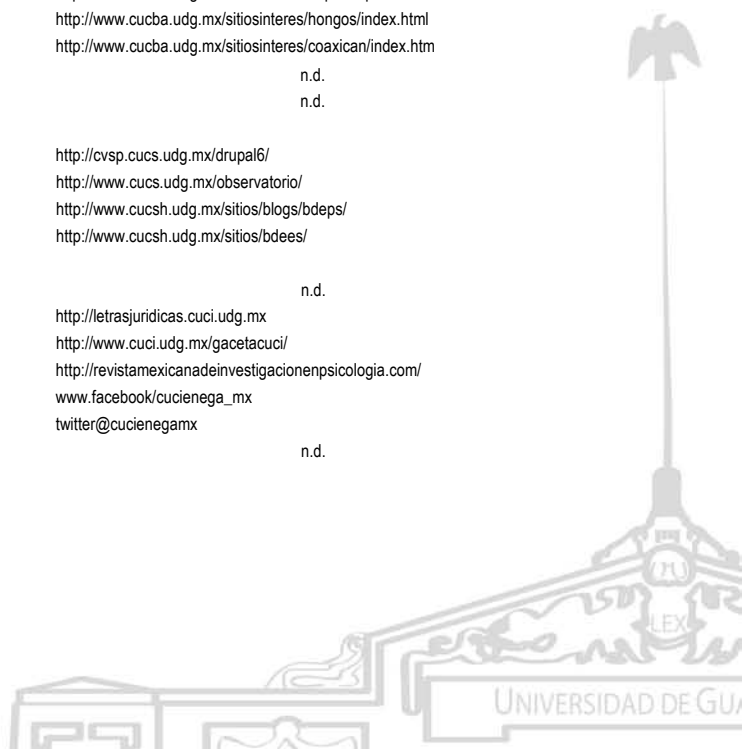 http://www.cucba.udg.mx/sitiosinteres/hongos/index.html
http://www.cucba.udg.mx/sitiosinteres/coaxican/index.htm
n.d.
n.d.
http://cvsp.cucs.udg.mx/drupal6/
http://www.cucs.udg.mx/observatorio/
http://www.cucsh.udg.mx/sitios/blogs/bdeps/
http://www.cucsh.udg.mx/sitios/bdees/
n.d.
http://letrasjuridicas.cuci.udg.mx
http://www.cuci.udg.mx/gacetacuci/
http://revistamexicanadeinvestigacionenpsicologia.com/
www.facebook/cucienega_mx
twitter@cucienegamx
n.d.
LEX
UNIVERSIDAD DE GUA